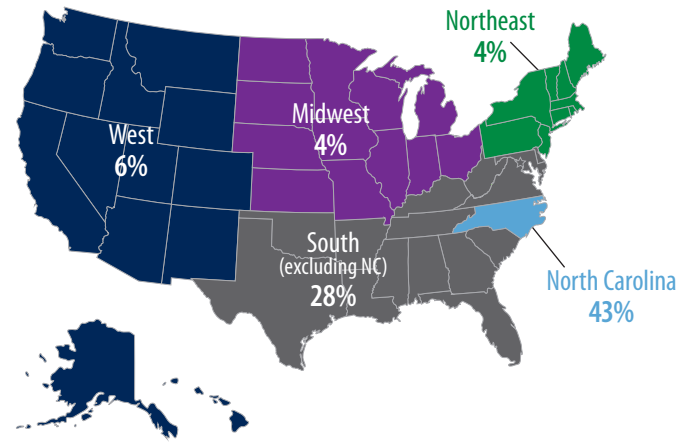 Northeast
4%
Midwest
4%
West
6%
South
(excluding NC)
28%
North Carolina
43%